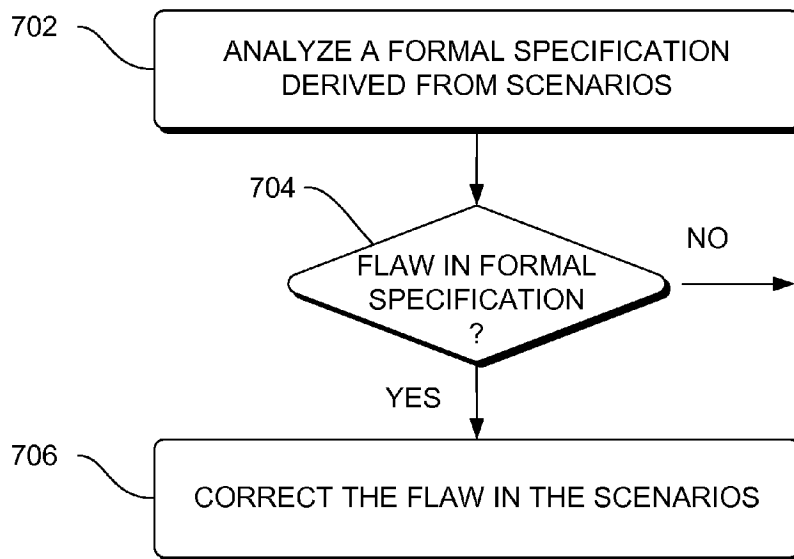 702
ANALYZE A FORMAL SPECIFICATION
DERIVED FROM SCENARIOS
704
FLAW IN FORMAL
SPECIFICATION
?
NO
YES
706
CORRECT THE FLAW IN THE SCENARIOS